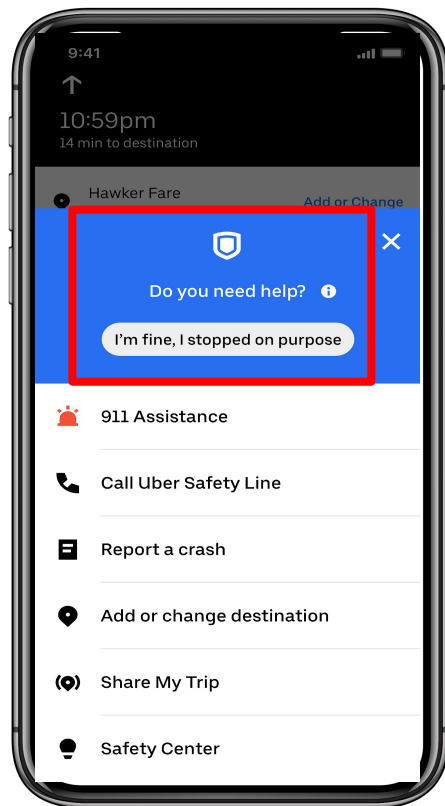 9:41
10:59pm
14 min to destination
Hawker Fare
Add or Change
Do you need help?
I'm fine, I stopped on purpose
911 Assistance
Call Uber Safety Line
Report a crash
Add or change destination
Share My Trip
Safety Center